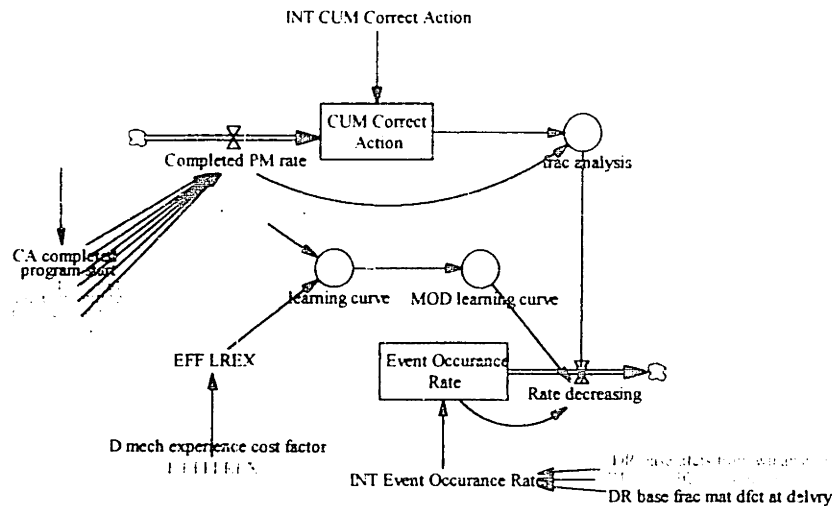 INT CUM Correct Action
CUM Correct
Action
Completed PM rate
frac analysis
CA completed
program start
learning curve
MOD learning curve
EFF LREX
Event Occurance
Rate
Rate decreasing
D mech experience cost factor
INT Event Occurance Rate
DR base frac mat dfct at delvry